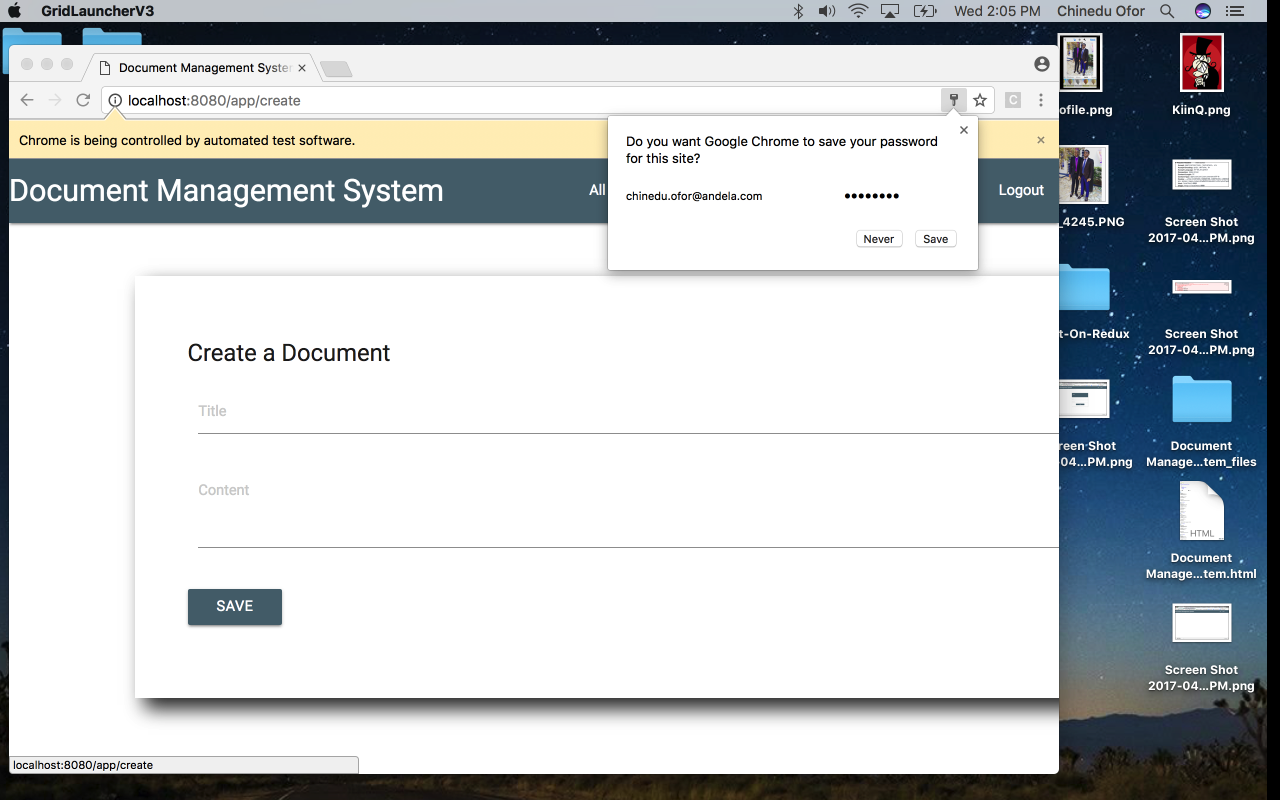 GridLauncherV3
Wed 2:05 PM
Chinedu Ofor
Document Management Syster
localhost:8080/app/create
C
Chrome is being controlled by automated test software.
Do you want Google Chrome to save your password
for this site?
chinedu.ofor@andela.com
••••••••
Never
Save
Document Management System
All
Logout
Create a Document
Title
Content
SAVE
localhost:8080/app/create
ofile.png
KiinQ.png
_4245.PNG
Screen Shot
2017-04...PM.png
t-On-Redux
Screen Shot
2017-04...PM.png
reen Shot
04...PM.png
Document
Manage...tem_files
HTML
Document
Manage...tem.html
Screen Shot
2017-04...PM.png